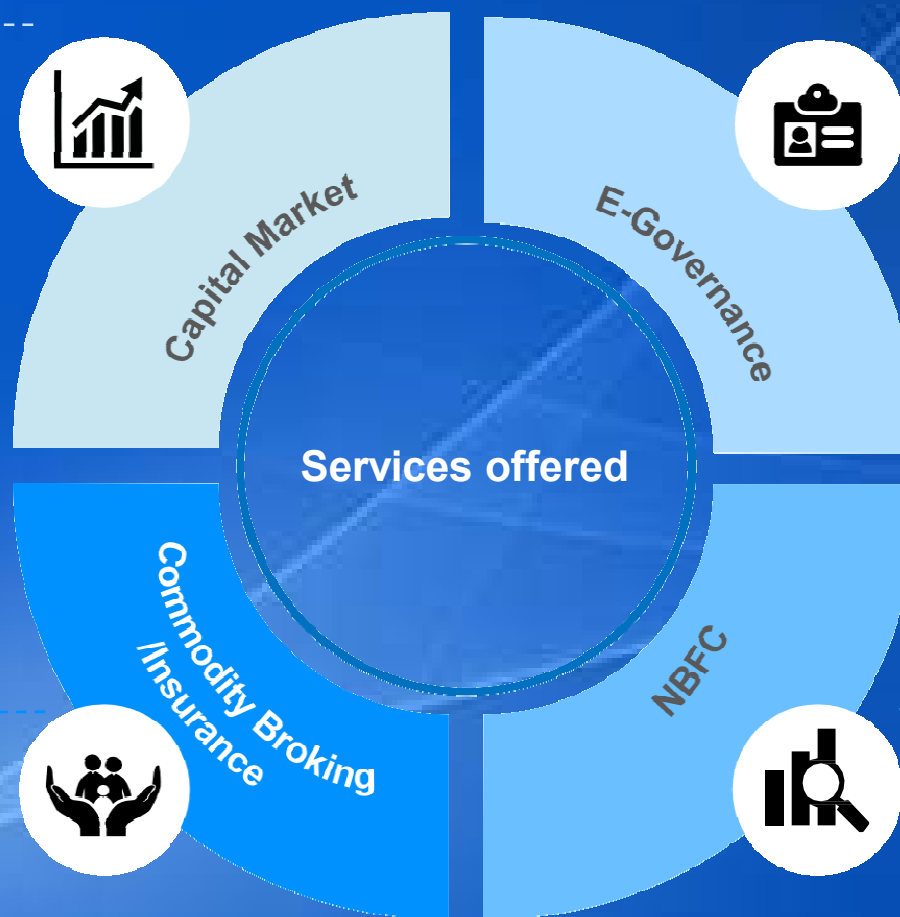 Capital Market
E-Governance
Services offered
Commodity Broking
/Insurance
NBFC